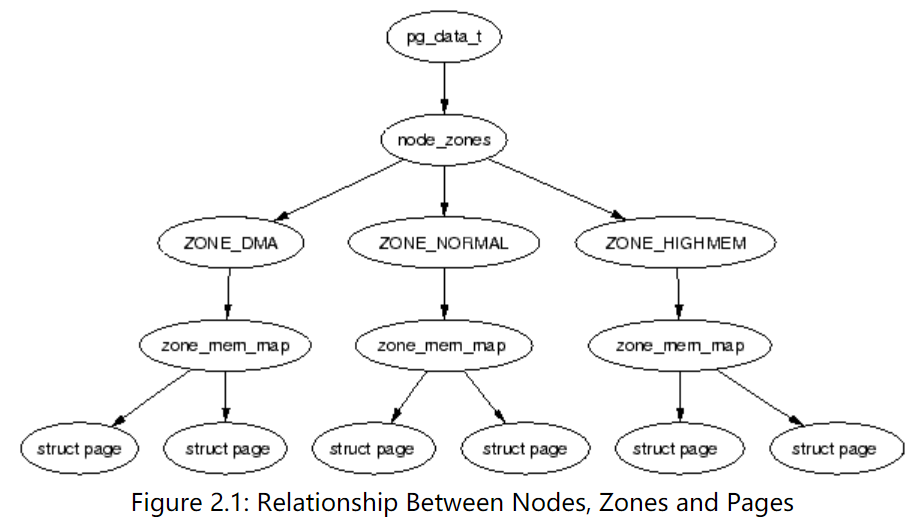 pg_data_t
node_zones
ZONE_DMA
ZONE_NORMAL
ZONE_HIGHMEM
zone_mem_map
zone_mem_map
zone_mem_map
struct page
struct page
struct page
struct page
struct page
struct page
Figure 2.1: Relationship Between Nodes, Zones and Pages